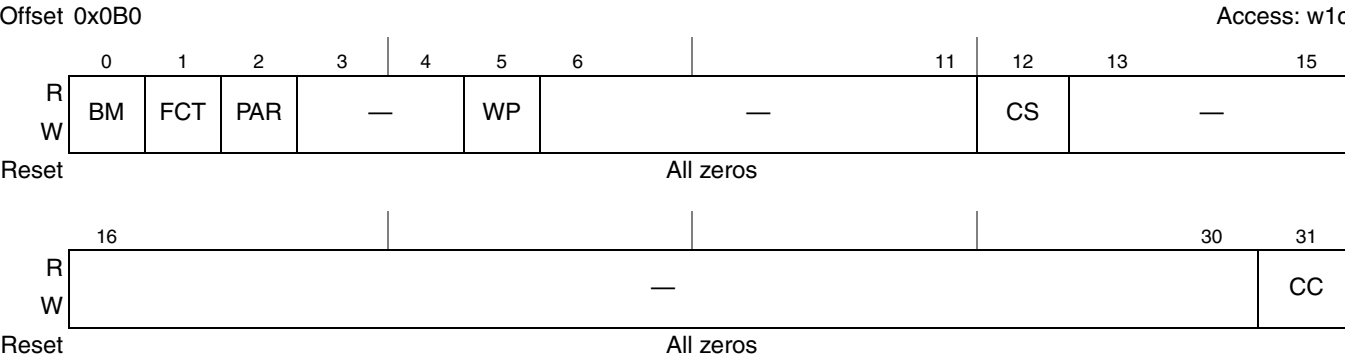 Offset 0x0B0 Access: w1c
0 1 2 3 4 5 6 11 12 13 15
R
BM FCT PAR — WP — CS —
W
Reset All zeros
16 30 31
R
— CC
W
Reset All zeros